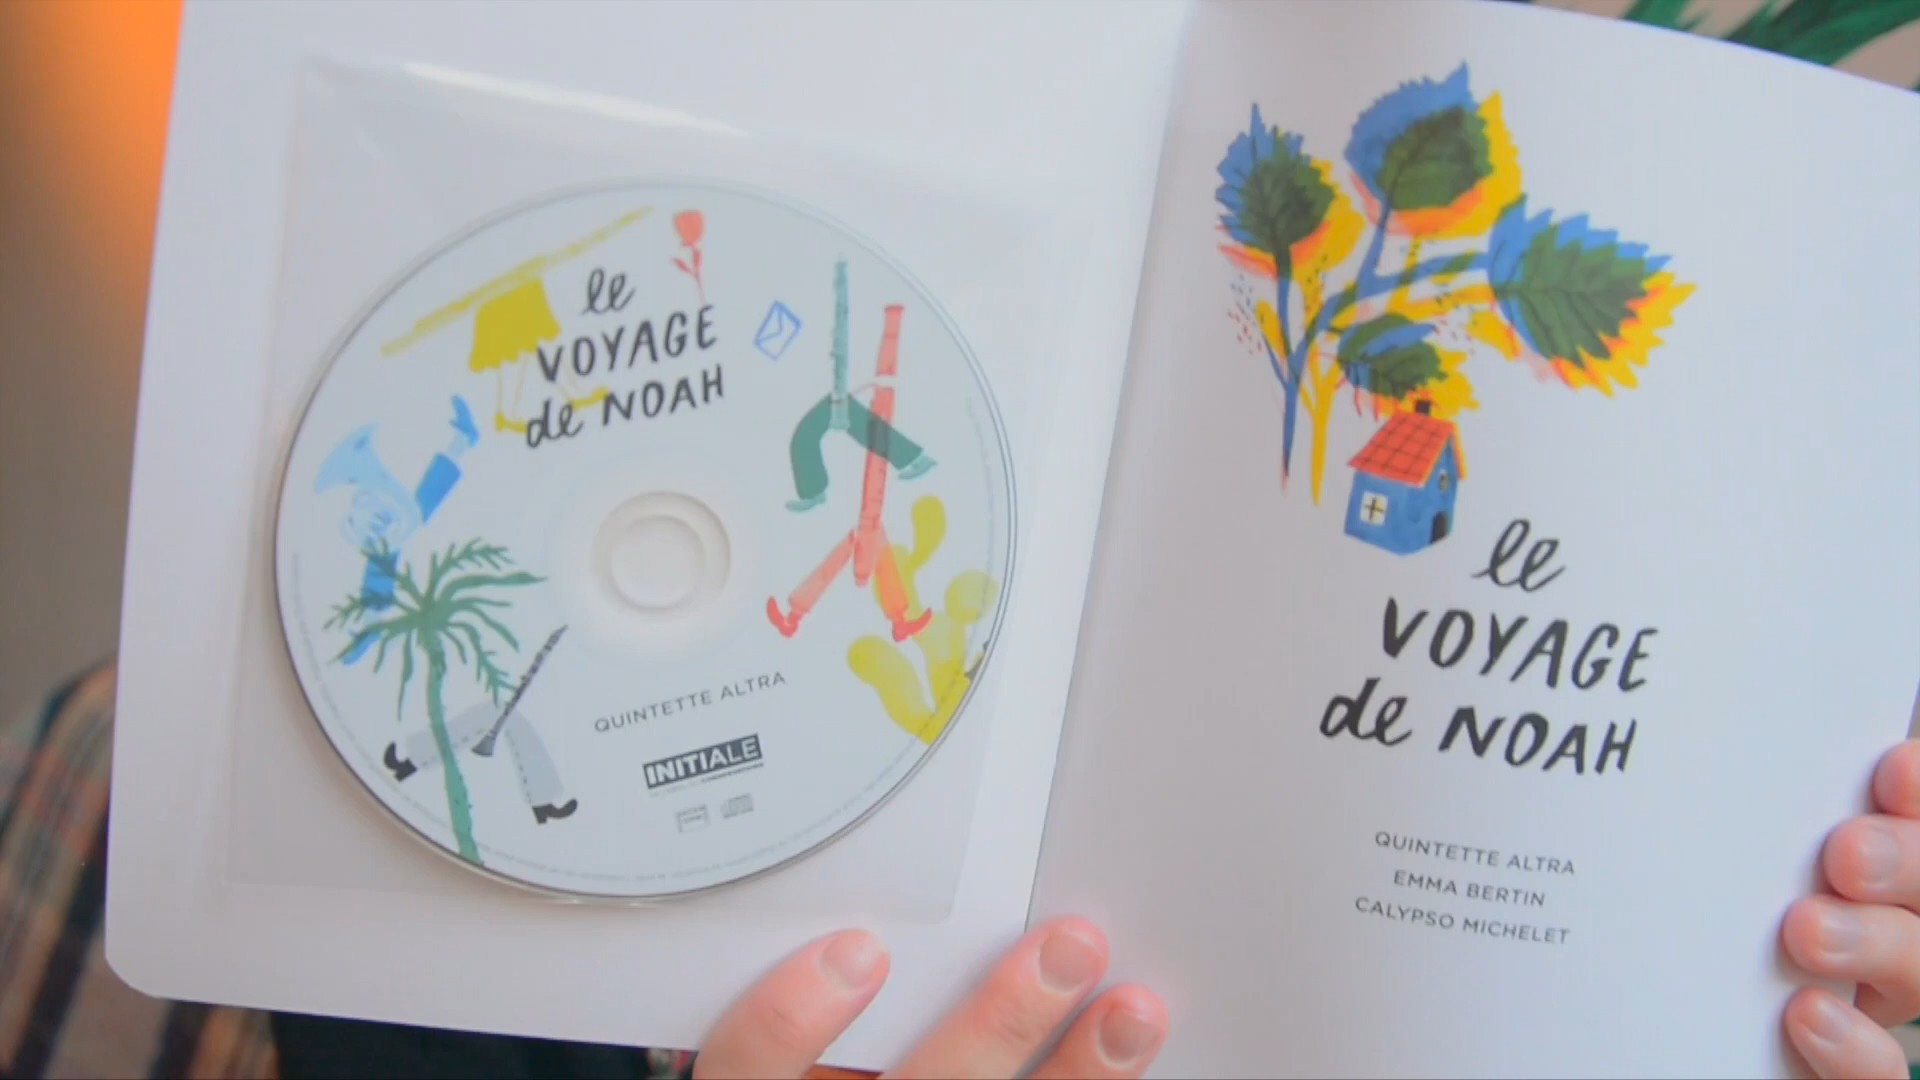 le
VOYAGE
de NOAH
QUINTETTE ALTRA
INITIALE
le
VOYAGE
de NOAH
QUINTETTE ALTRA
EMMA BERTIN
CALYPSO MICHELET